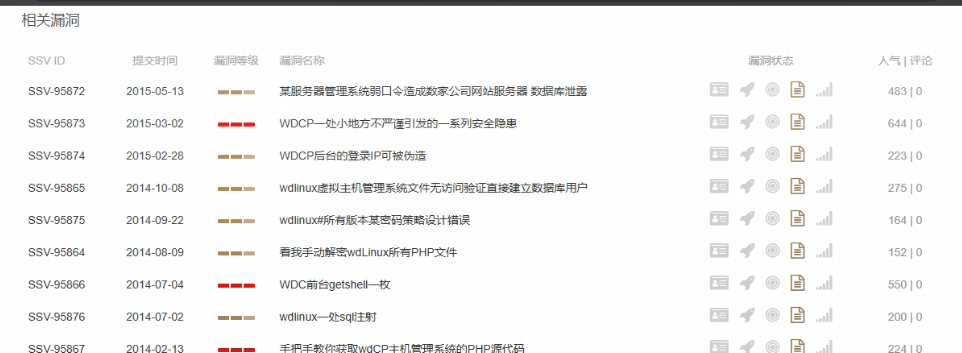 相关漏洞
SSV ID 提交时间 漏洞等级 漏洞名称 漏洞状态 人气 | 评论
SSV-95872 2015-05-13 某服务器管理系统弱口令造成数家公司网站服务器 数据库泄露 483 | 0
SSV-95873 2015-03-02 WDCP一处小地方不严谨引发的一系列安全隐患 644 | 0
SSV-95874 2015-02-28 WDCP后台的登录IP可被伪造 223 | 0
SSV-95865 2014-10-08 wdlinux虚拟主机管理系统文件无访问验证直接建立数据库用户 275 | 0
SSV-95875 2014-09-22 wdlinux#所有版本某密码策略设计错误 164 | 0
SSV-95864 2014-08-09 看我手动解密wdLinux所有PHP文件 152 | 0
SSV-95866 2014-07-04 WDC前台getshell一枚 550 | 0
SSV-95876 2014-07-02 wdlinux一处sql注射 200 | 0
SSV-95867 2014-02-13 手把手教你获取wdCP主机管理系统的PHP源代码 224 | 0